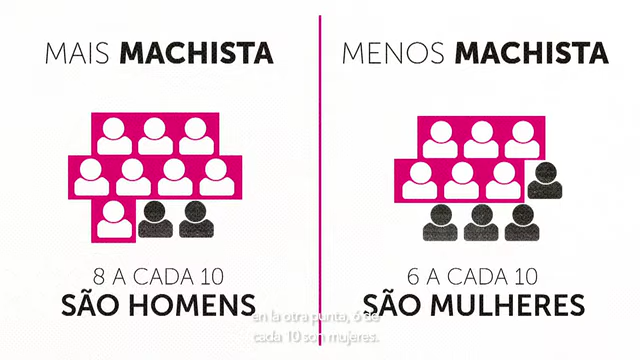 MAIS MACHISTA
8 A CADA 10
SÃO HOMENS
MENOS MACHISTA
6 A CADA 10
SÃO MULHERES
en la otra punta, 6 de
cada 10 son mujeres.